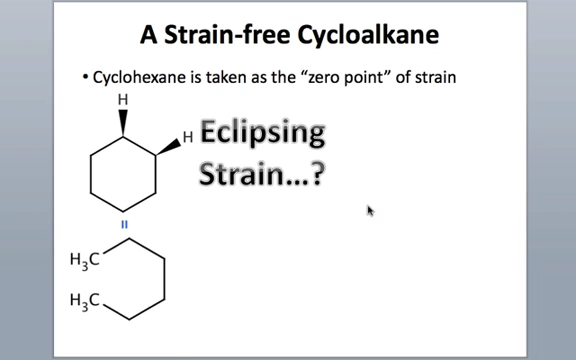 A Strain-free Cycloalkane
• Cyclohexane is taken as the “zero point” of strain
H
H
Eclipsing
Strain...?
H₃C
H₃C